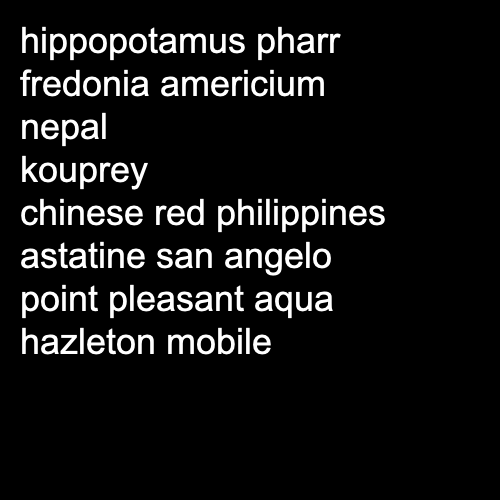 hippopotamus pharr
fredonia americium
nepal
kouprey
chinese red philippines
astatine san angelo
point pleasant aqua
hazleton mobile